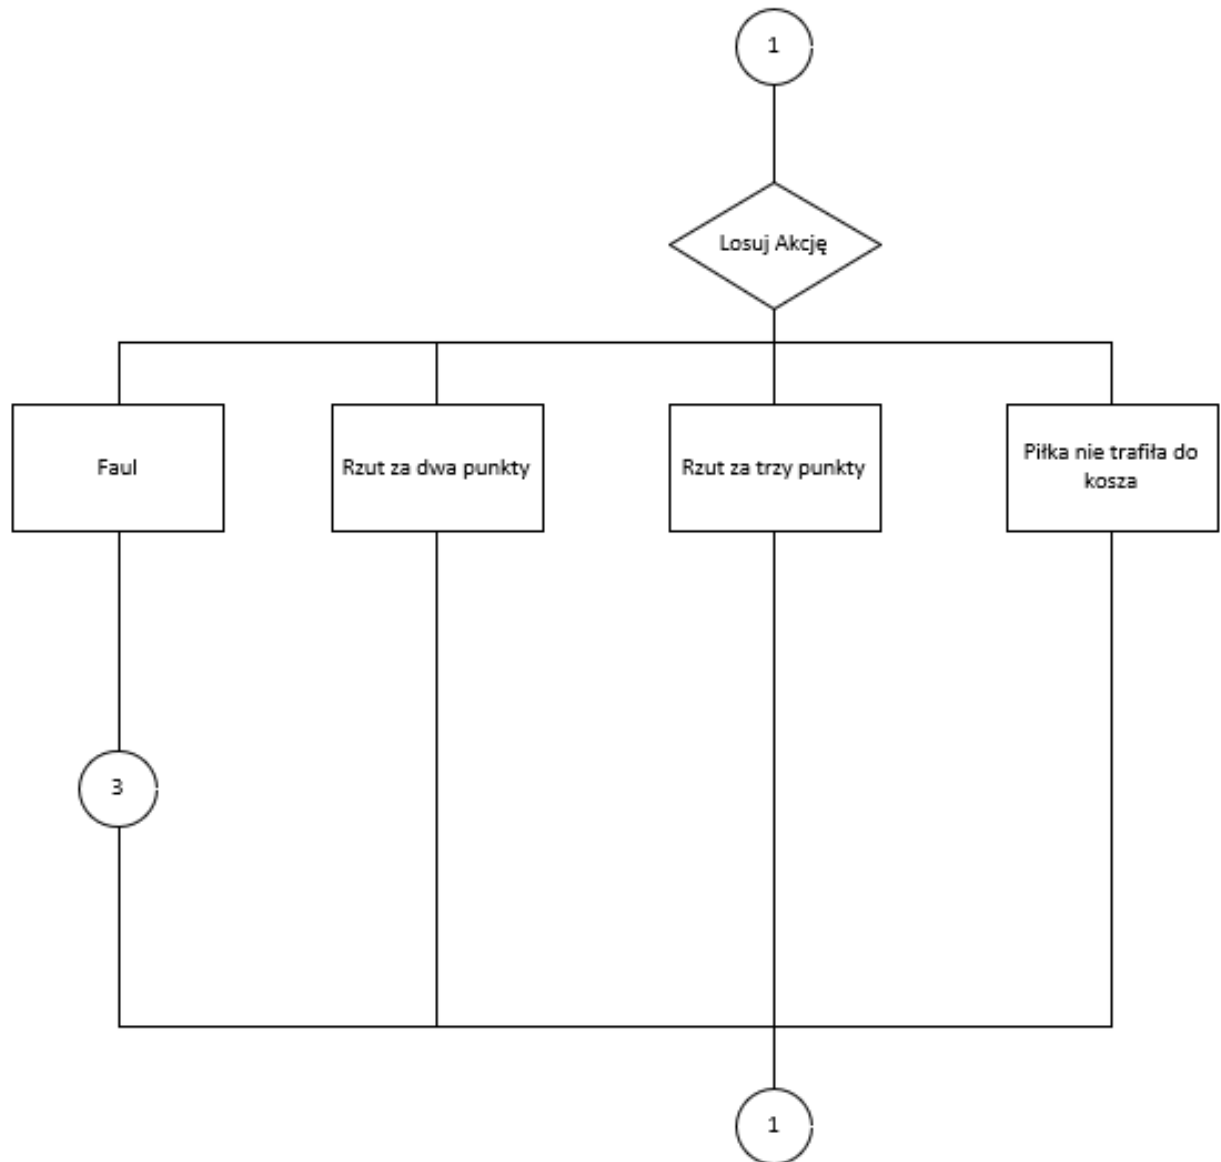 1
Losuj Akcję
Faul
Rzut za dwa punkty
Rzut za trzy punkty
Piłka nie trafiła do
kosza
3
1